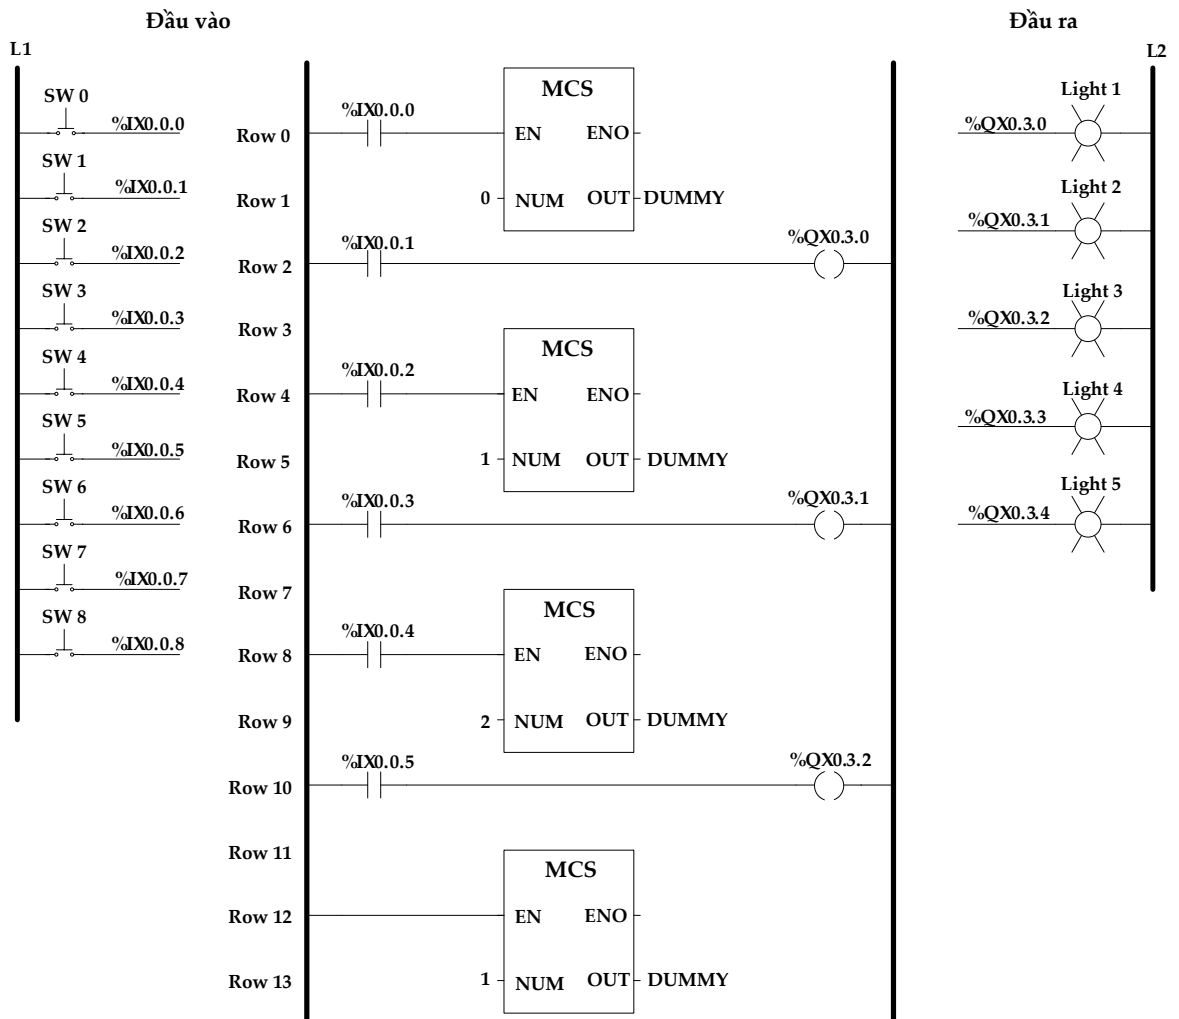 Đầu vào
Đầu ra
L1
L2
SW 0
%IX0.0.0
SW 1
%IX0.0.1
SW 2
%IX0.0.2
SW 3
%IX0.0.3
SW 4
%IX0.0.4
SW 5
%IX0.0.5
SW 6
%IX0.0.6
SW 7
%IX0.0.7
SW 8
%IX0.0.8
Row 0
%IX0.0.0
MCS
EN ENO
Row 1
0 NUM OUT DUMMY
Row 2
%IX0.0.1
%QX0.3.0
Row 3
MCS
Row 4
%IX0.0.2
EN ENO
Row 5
1 NUM OUT DUMMY
Row 6
%IX0.0.3
%QX0.3.1
Row 7
MCS
Row 8
%IX0.0.4
EN ENO
Row 9
2 NUM OUT DUMMY
Row 10
%IX0.0.5
%QX0.3.2
Row 11
MCS
Row 12
EN ENO
Row 13
1 NUM OUT DUMMY
Light 1
%QX0.3.0
Light 2
%QX0.3.1
Light 3
%QX0.3.2
Light 4
%QX0.3.3
Light 5
%QX0.3.4